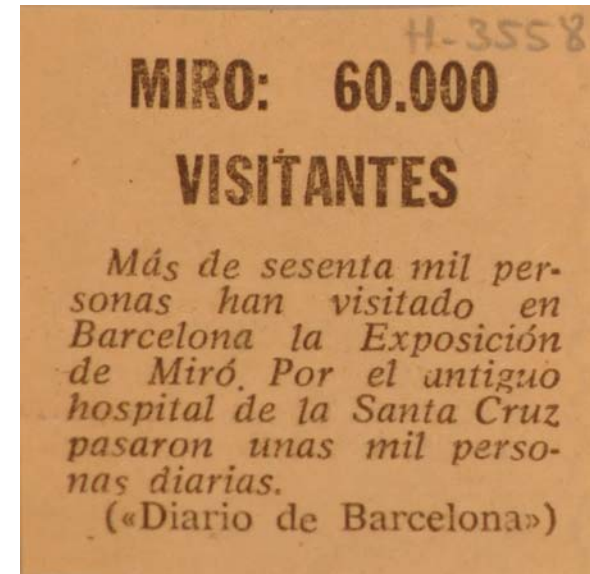 H-3558
MIRO: 60.000
VISITANTES
Más de sesenta mil per-
sonas han visitado en
Barcelona la Exposición
de Miró. Por el antiguo
hospital de la Santa Cruz
pasaron unas mil perso-
nas diarias.
(«Diario de Barcelona»)